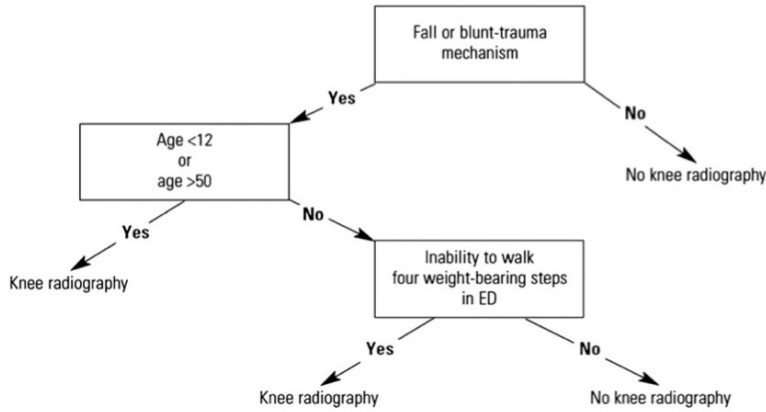 Fall or blunt-trauma
mechanism
Yes
No
Age <12
or
age >50
No knee radiography
Yes
No
Knee radiography
Inability to walk
four weight-bearing steps
in ED
Yes
No
Knee radiography
No knee radiography